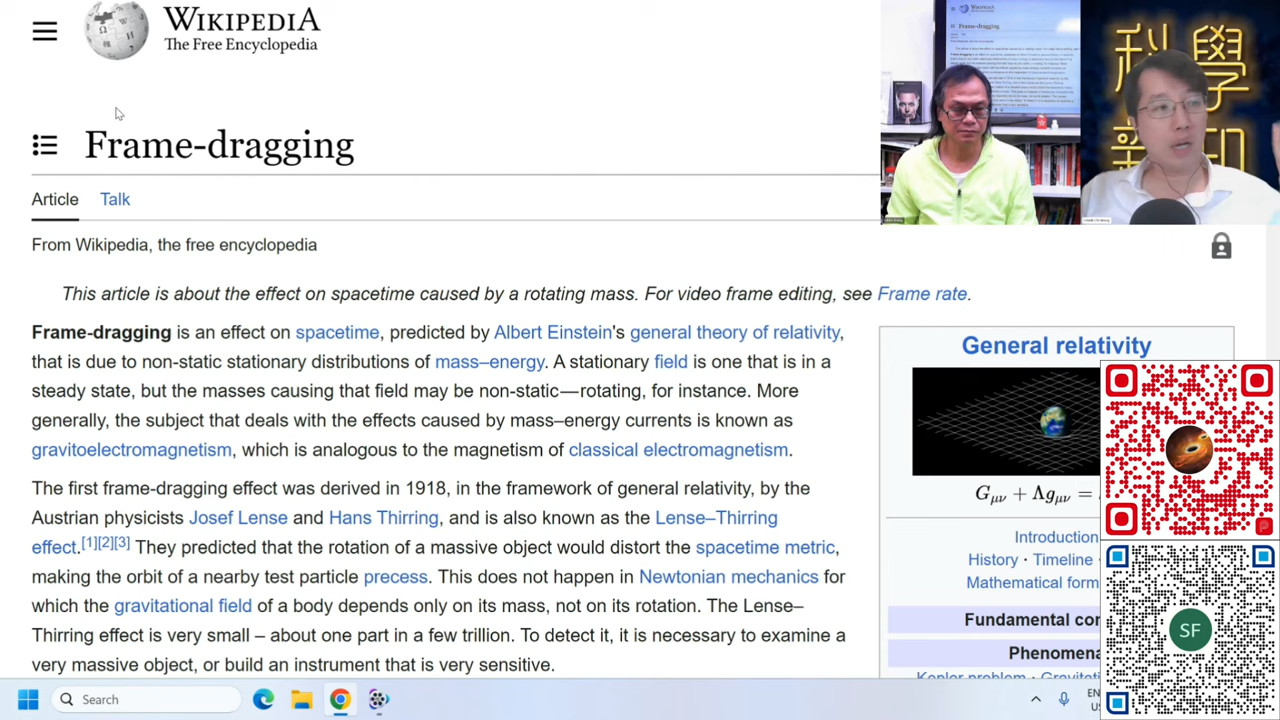 WIKIPEDIA
The Free Encyclopedia
Frame-dragging
科學
新知
Frame-dragging
Article Talk
From Wikipedia, the free encyclopedia
This article is about the effect on spacetime caused by a rotating mass. For video frame editing, see Frame rate.
Frame-dragging is an effect on spacetime, predicted by Albert Einstein's general theory of relativity,
that is due to non-static stationary distributions of mass–energy. A stationary field is one that is in a
steady state, but the masses causing that field may be non-static—rotating, for instance. More
generally, the subject that deals with the effects caused by mass–energy currents is known as
gravitoelectromagnetism, which is analogous to the magnetism of classical electromagnetism.
The first frame-dragging effect was derived in 1918, in the framework of general relativity, by the
Austrian physicists Josef Lense and Hans Thirring, and is also known as the Lense–Thirring
effect.[1][2][3] They predicted that the rotation of a massive object would distort the spacetime metric,
making the orbit of a nearby test particle precess. This does not happen in Newtonian mechanics for
which the gravitational field of a body depends only on its mass, not on its rotation. The Lense–
Thirring effect is very small – about one part in a few trillion. To detect it, it is necessary to examine a
very massive object, or build an instrument that is very sensitive.
General relativity
Gμν + Λgμν =
Introduction
History · Timeline ·
Mathematical form
Fundamental con
Phenomena
Kepler problem · Gravitat
SF
Search
EN
US